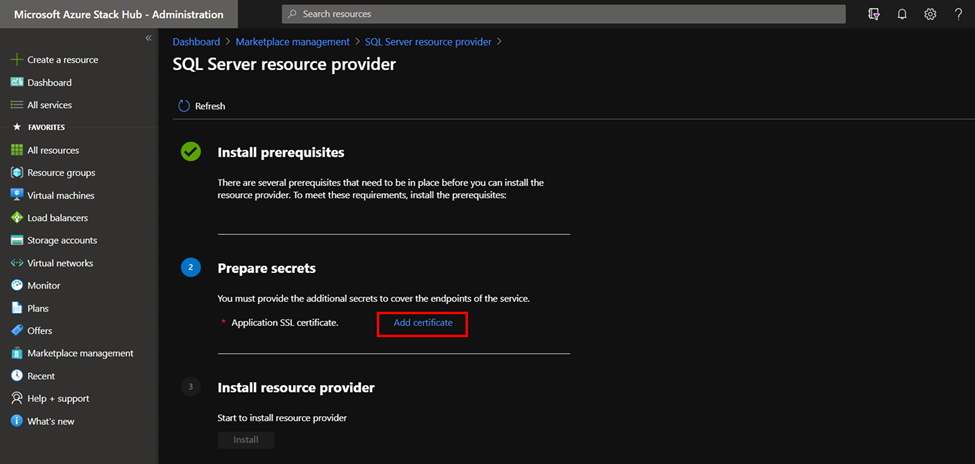 Microsoft Azure Stack Hub - Administration
Search resources
?
«
Create a resource
Dashboard
All services
FAVORITES
All resources
Resource groups
Virtual machines
Load balancers
Storage accounts
Virtual networks
Monitor
Plans
Offers
Marketplace management
Recent
Help + support
What's new
Dashboard > Marketplace management > SQL Server resource provider >
SQL Server resource provider
Refresh
Install prerequisites
There are several prerequisites that need to be in place before you can install the
resource provider. To meet these requirements, install the prerequisites:
2
Prepare secrets
You must provide the additional secrets to cover the endpoints of the service.
* Application SSL certificate. Add certificate
3
Install resource provider
Start to install resource provider
Install